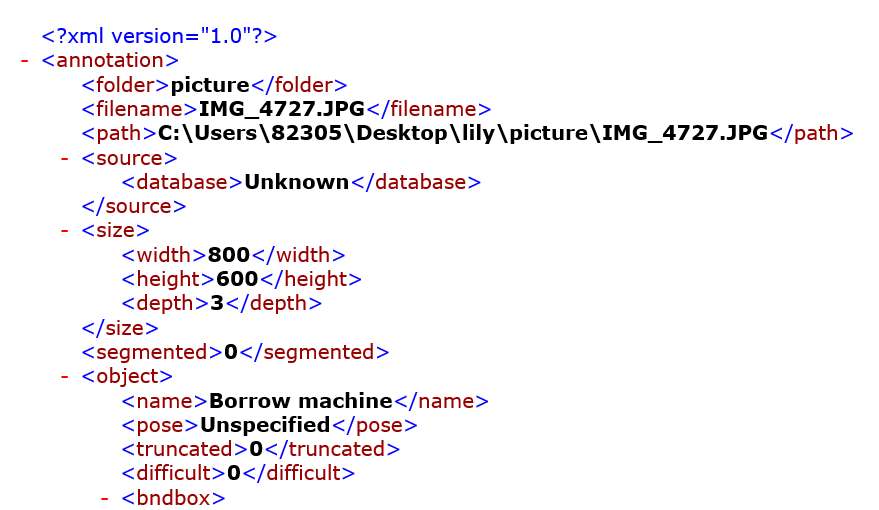 <?xml version="1.0"?>
- <annotation>
<folder>picture</folder>
<filename>IMG_4727.JPG</filename>
<path>C:\Users\82305\Desktop\lily\picture\IMG_4727.JPG</path>
- <source>
<database>Unknown</database>
</source>
- <size>
<width>800</width>
<height>600</height>
<depth>3</depth>
</size>
<segmented>0</segmented>
- <object>
<name>Borrow machine</name>
<pose>Unspecified</pose>
<truncated>0</truncated>
<difficult>0</difficult>
- <bndbox>